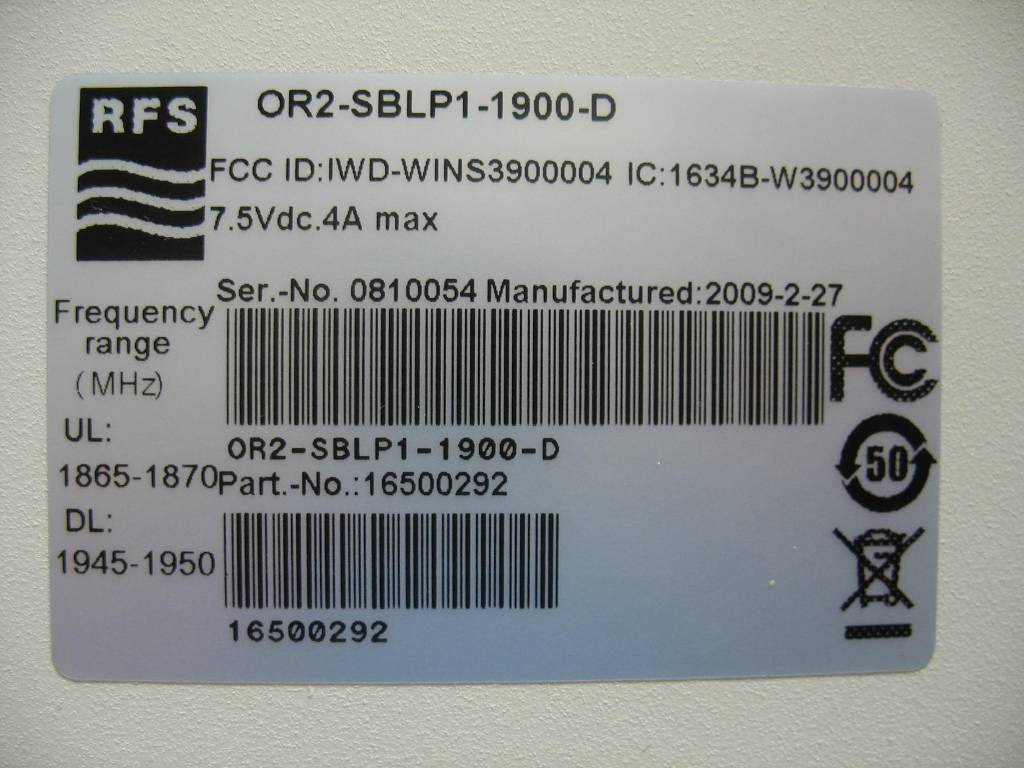 RFS
OR2-SBLP1-1900-D
FCC ID:IWD-WINS3900004 IC:1634B-W3900004
7.5Vdc.4A max
Ser.-No. 0810054 Manufactured:2009-2-27
Frequency
range
(MHz)
UL:
1865-1870
DL:
1945-1950
FC
OR2-SBLP1-1900-D
Part.-No.:16500292
50
16500292